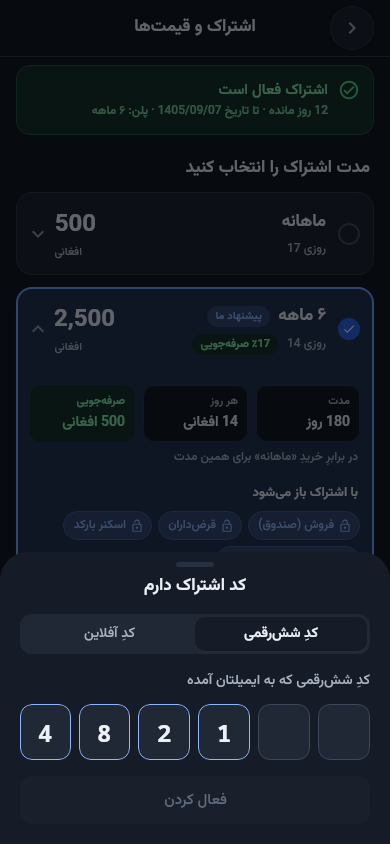 اشتراک و قیمت‌ها
اشتراک فعال است
12 روز مانده · تا تاریخ 1405/09/07 · پلن: ۶ ماهه
مدت اشتراک را انتخاب کنید
ماهانه
روزی 17
500
افغانی
۶ ماهه
پیشنهاد ما
روزی 14
٪17 صرفه‌جویی
2,500
افغانی
مدت
180 روز
هر روز
14 افغانی
صرفه‌جویی
500 افغانی
در برابر خریدِ «ماهانه» برای همین مدت
با اشتراک باز می‌شود
فروش (صندوق)
قرض‌داران
اسکنر بارکد
کد اشتراک دارم
کدِ شش‌رقمی
کدِ آفلاین
کدِ شش‌رقمی که به ایمیلتان آمده
4 8 2 1
فعال کردن